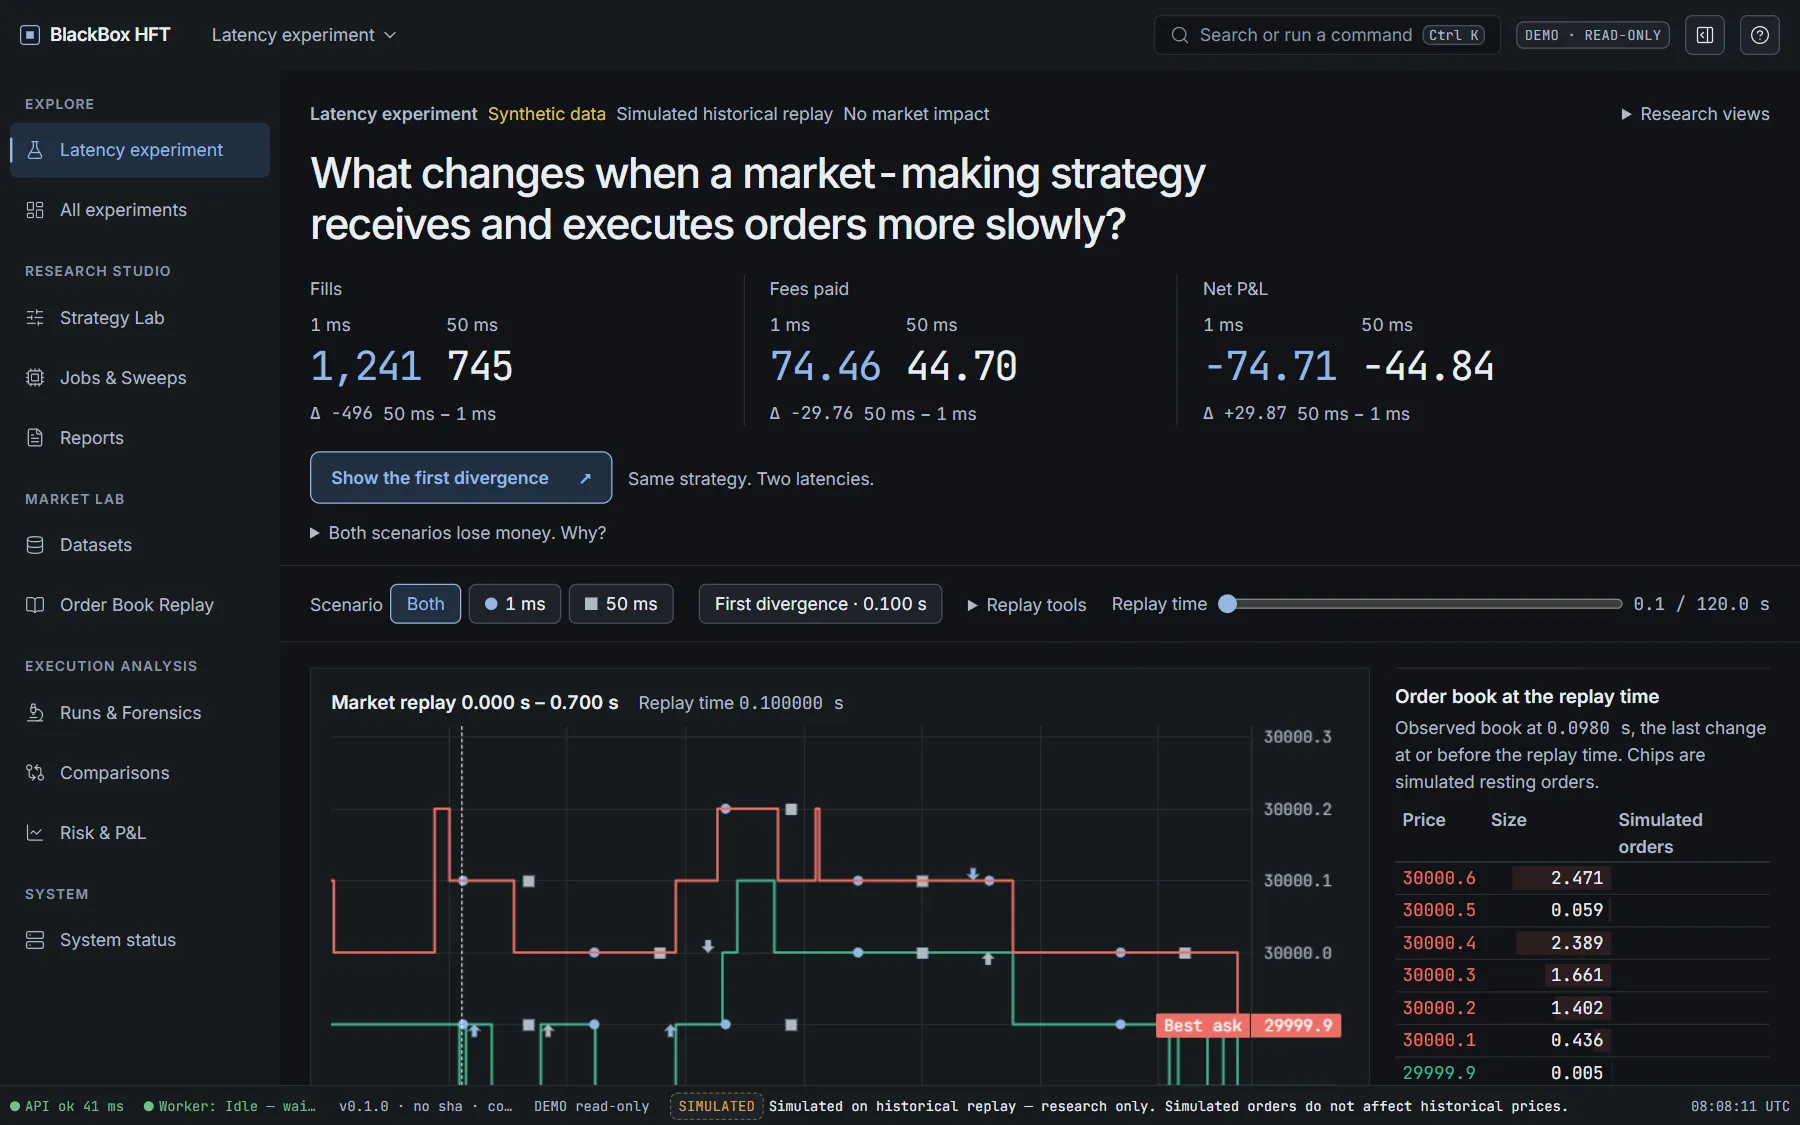 BlackBox HFT
Latency experiment
Search or run a command Ctrl K
DEMO · READ-ONLY
EXPLORE
Latency experiment
All experiments
RESEARCH STUDIO
Strategy Lab
Jobs & Sweeps
Reports
MARKET LAB
Datasets
Order Book Replay
EXECUTION ANALYSIS
Runs & Forensics
Comparisons
Risk & P&L
SYSTEM
System status
Latency experiment Synthetic data Simulated historical replay No market impact
▶ Research views
What changes when a market-making strategy
receives and executes orders more slowly?
Fills
1 ms 50 ms
1,241 745
Δ -496 50 ms – 1 ms
Fees paid
1 ms 50 ms
74.46 44.70
Δ -29.76 50 ms – 1 ms
Net P&L
1 ms 50 ms
-74.71 -44.84
Δ +29.87 50 ms – 1 ms
Show the first divergence ↗
Same strategy. Two latencies.
▶ Both scenarios lose money. Why?
Scenario Both 1 ms 50 ms First divergence · 0.100 s ▶ Replay tools Replay time 0.1 / 120.0 s
Market replay 0.000 s – 0.700 s Replay time 0.100000 s
30000.3
30000.2
30000.1
30000.0
Best ask 29999.9
Order book at the replay time
Observed book at 0.0980 s, the last change
at or before the replay time. Chips are
simulated resting orders.
Price Size Simulated
orders
30000.6 2.471
30000.5 0.059
30000.4 2.389
30000.3 1.661
30000.2 1.402
30000.1 0.436
29999.9 0.005
API ok 41 ms Worker: Idle — wai… v0.1.0 · no sha · co… DEMO read-only SIMULATED Simulated on historical replay — research only. Simulated orders do not affect historical prices. 08:08:11 UTC